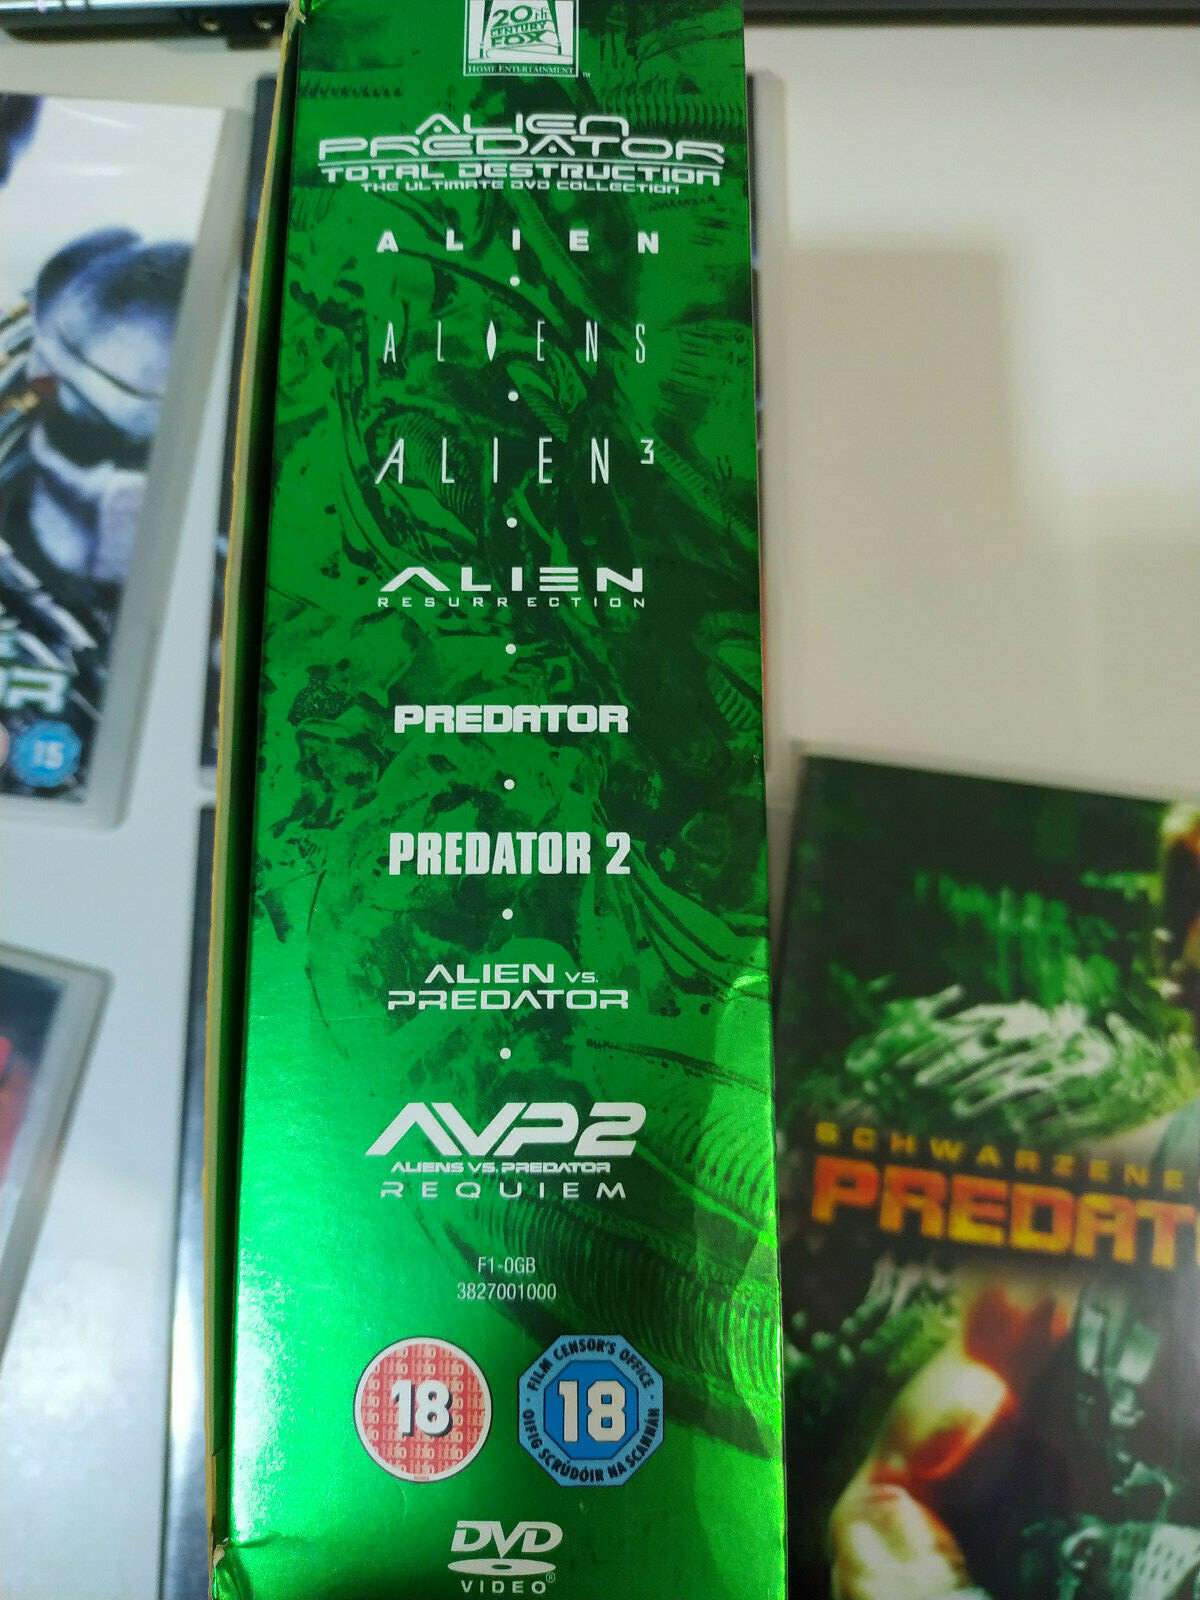 20th
CENTURY
FOX
HOME ENTERTAINMENT
TM
ALIEN
PREDATOR
TOTAL DESTRUCTION
THE ULTIMATE DVD COLLECTION
ALIEN
ALIENS
ALIEN³
ALIEN
RESURRECTION
PREDATOR
PREDATOR 2
ALIEN VS.
PREDATOR
AVP2
ALIENS VS. PREDATOR
REQUIEM
F1-0GB
3827001000
18
FILM CENSOR'S OFFICE
18
OIFIG SCRÚDÓIR NA SCANNÁN
DVD
VIDEO®
15
SCHWARZENE
PREDAT